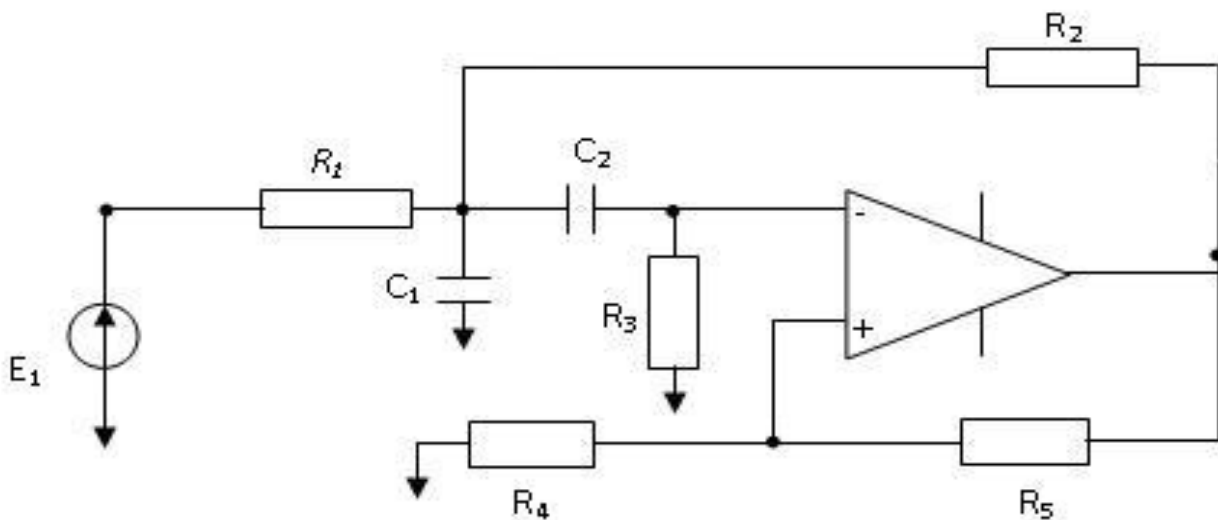 R₂
R₁
C₂
-
C₁
R₃
+
E₁
R₄
R₅